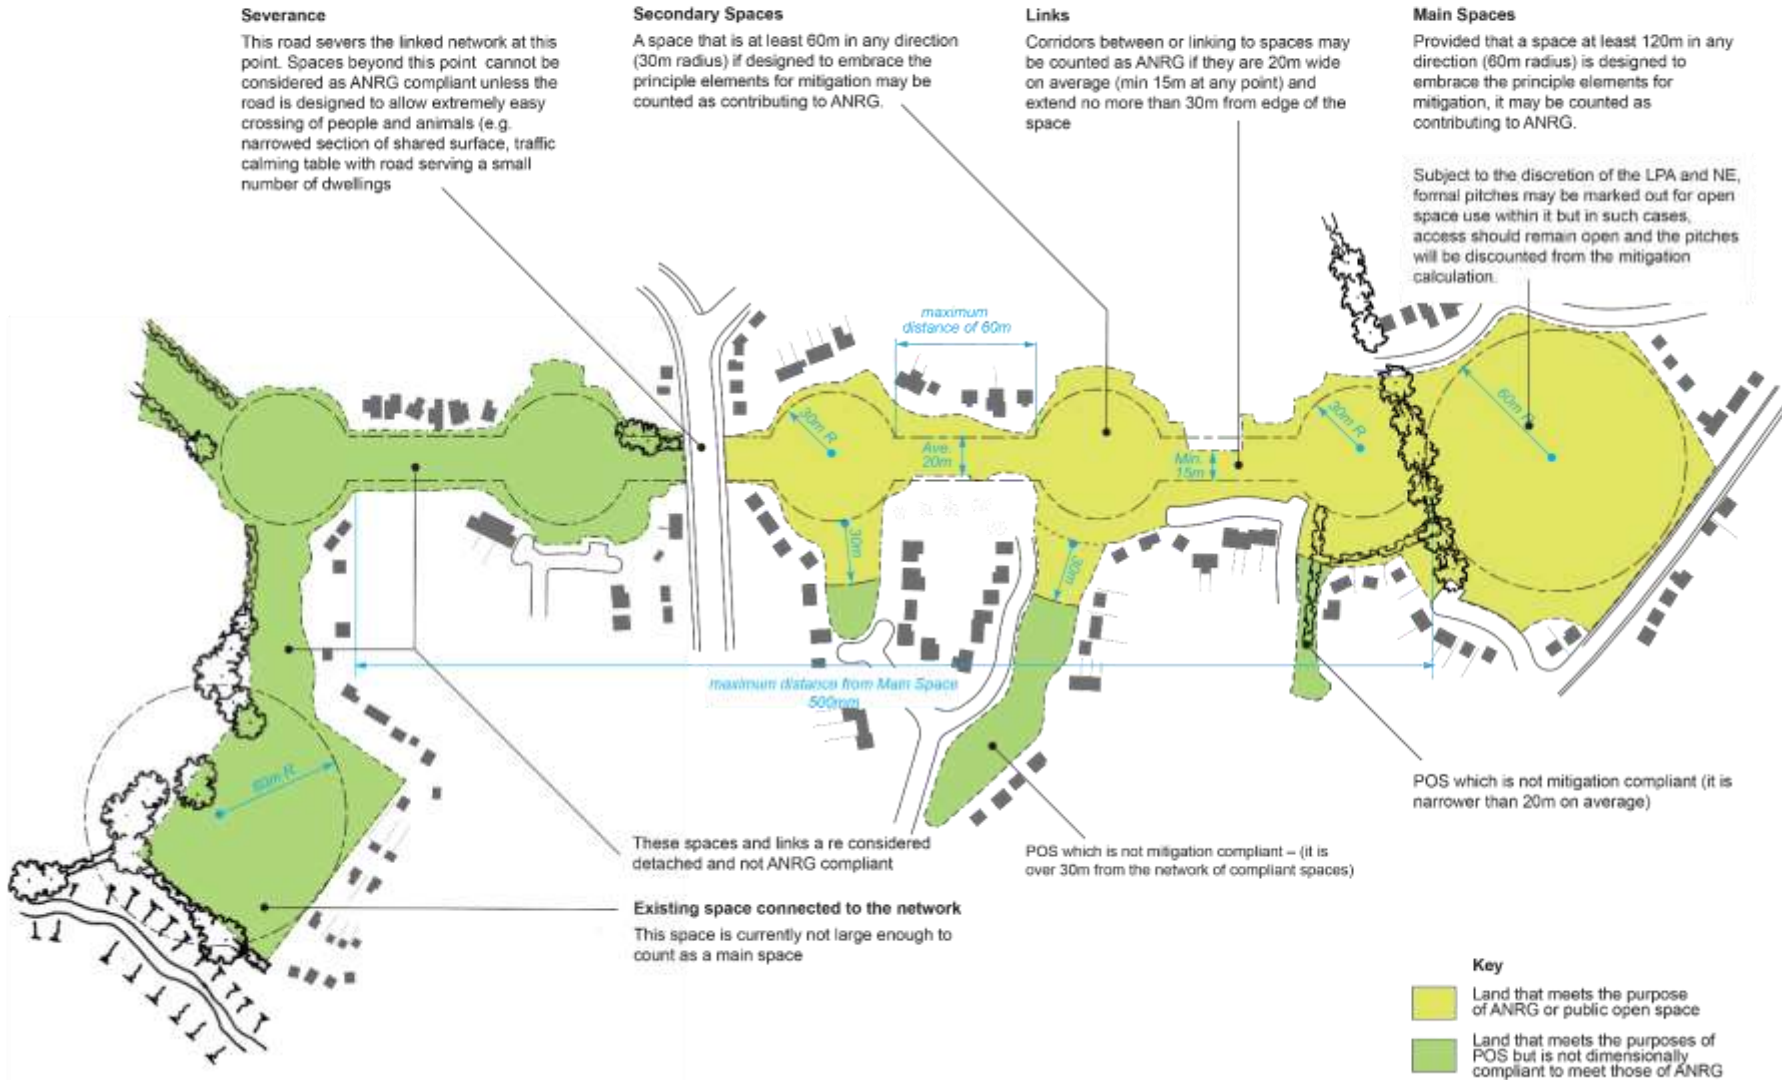 Severance
This road severs the linked network at this
point. Spaces beyond this point cannot be
considered as ANRG compliant unless the
road is designed to allow extremely easy
crossing of people and animals (e.g.
narrowed section of shared surface, traffic
calming table with road serving a small
number of dwellings
Secondary Spaces
A space that is at least 60m in any direction
(30m radius) if designed to embrace the
principle elements for mitigation may be
counted as contributing to ANRG.
Links
Corridors between or linking to spaces may
be counted as ANRG if they are 20m wide
on average (min 15m at any point) and
extend no more than 30m from edge of the
space
Main Spaces
Provided that a space at least 120m in any
direction (60m radius) is designed to
embrace the principle elements for
mitigation, it may be counted as
contributing to ANRG.
Subject to the discretion of the LPA and NE,
formal pitches may be marked out for open
space use within it but in such cases,
access should remain open and the pitches
will be discounted from the mitigation
calculation.
maximum
distance of 60m
30m R
Ave.
20m
Min.
15m
30m R
60m R
30m
30m
maximum distance from Main Space
500mm
60m R
POS which is not mitigation compliant (it is
narrower than 20m on average)
These spaces and links a re considered
detached and not ANRG compliant
POS which is not mitigation compliant – (it is
over 30m from the network of compliant spaces)
Existing space connected to the network
This space is currently not large enough to
count as a main space
Key
Land that meets the purpose
of ANRG or public open space
Land that meets the purposes of
POS but is not dimensionally
compliant to meet those of ANRG